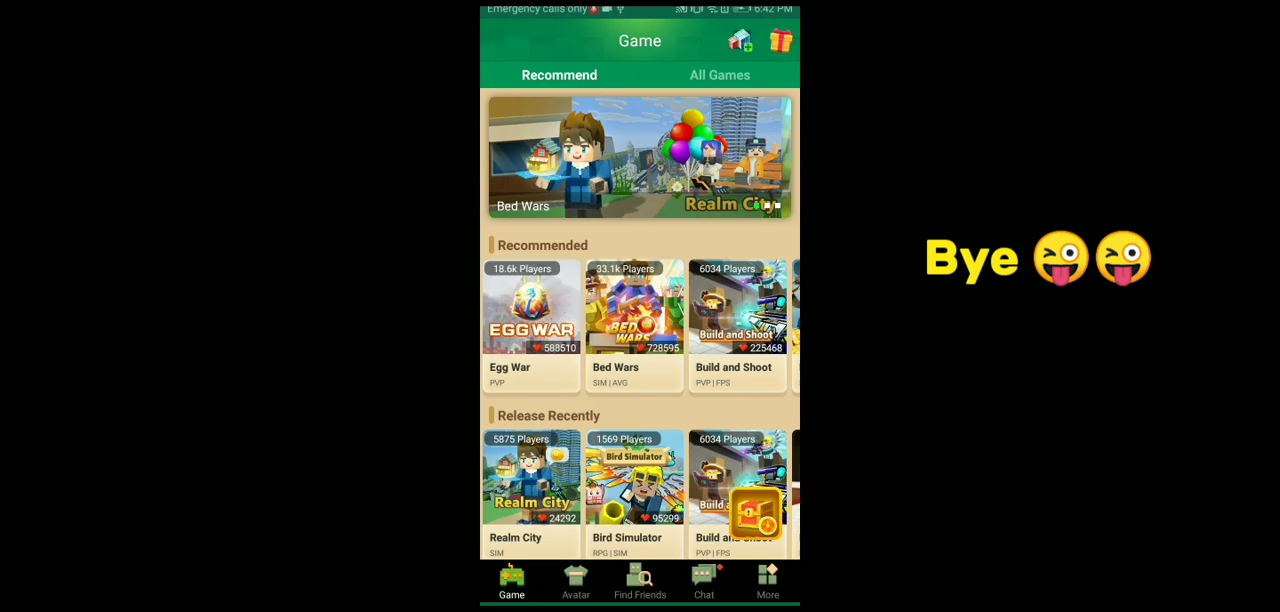 Emergency calls only
6:42 PM
Game
Recommend
All Games
Bed Wars
Realm City
Recommended
18.6k Players
33.1k Players
6034 Players
EGG WAR
BED WARS
Build and Shoot
588510
728595
225468
Egg War
Bed Wars
Build and Shoot
PVP
SIM | AVG
PVP | FPS
Release Recently
5875 Players
1569 Players
6034 Players
Bird Simulator
Realm City
24292
95299
Realm City
Bird Simulator
SIM
RPG | SIM
PVP | FPS
Game
Avatar
Find Friends
Chat
More
Bye 😜😜